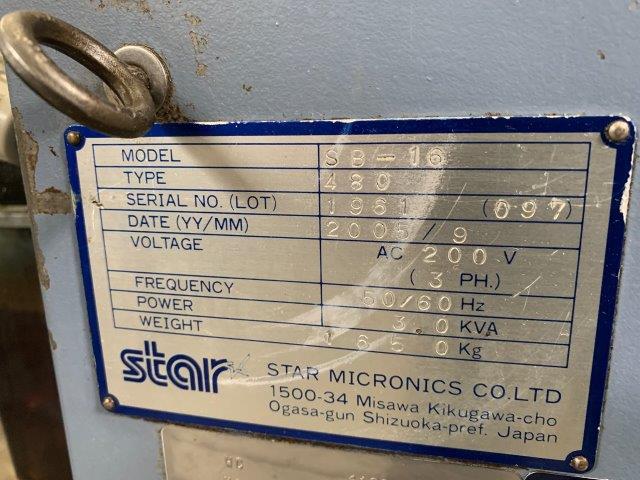 MODEL SB-16
TYPE 480
SERIAL NO. (LOT) 1961 (097)
DATE (YY/MM) 2005/9
VOLTAGE AC 200 V
(3 PH.)
FREQUENCY 50/60 Hz
POWER 3.0 KVA
WEIGHT 1650 Kg
star STAR MICRONICS CO.LTD
1500-34 Misawa Kikugawa-cho
Ogasa-gun Shizuoka-pref. Japan